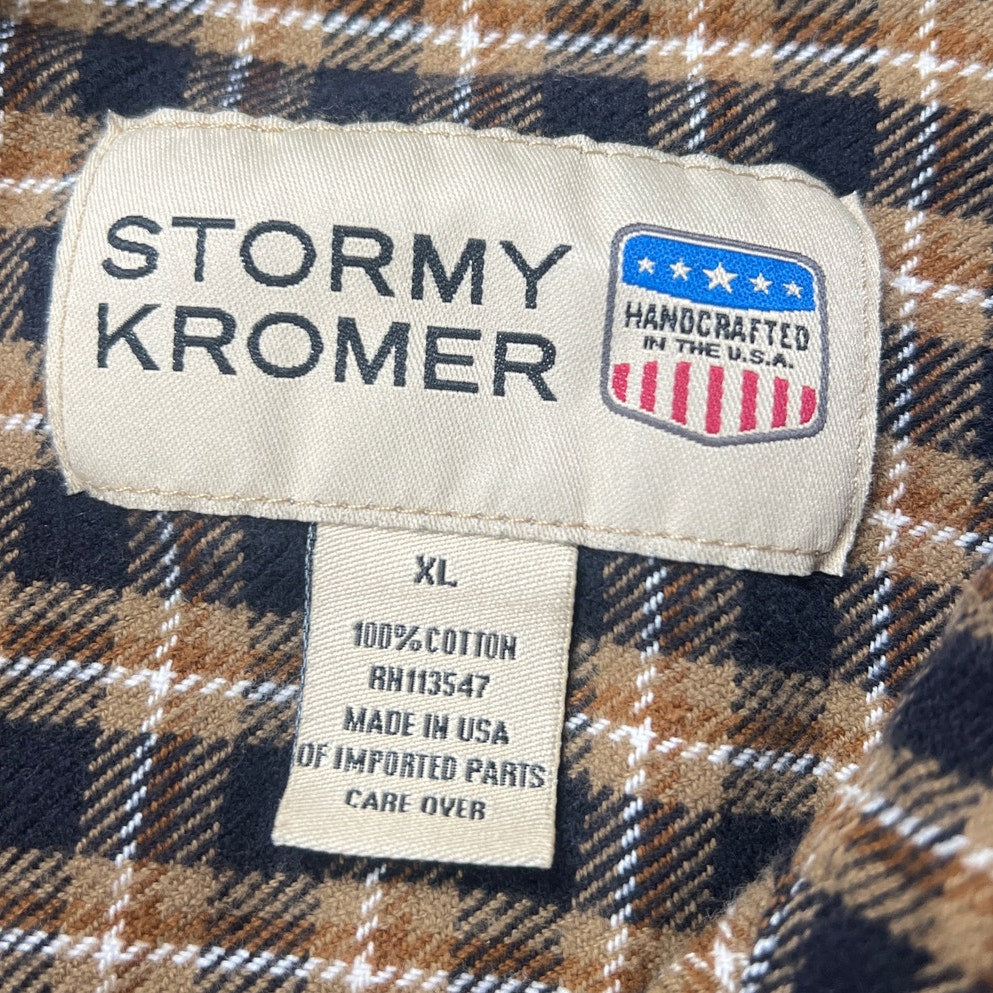 STORMY
KROMER
HANDCRAFTED
IN THE U.S.A.
XL
100% COTTON
RN113547
MADE IN USA
OF IMPORTED PARTS
CARE OVER